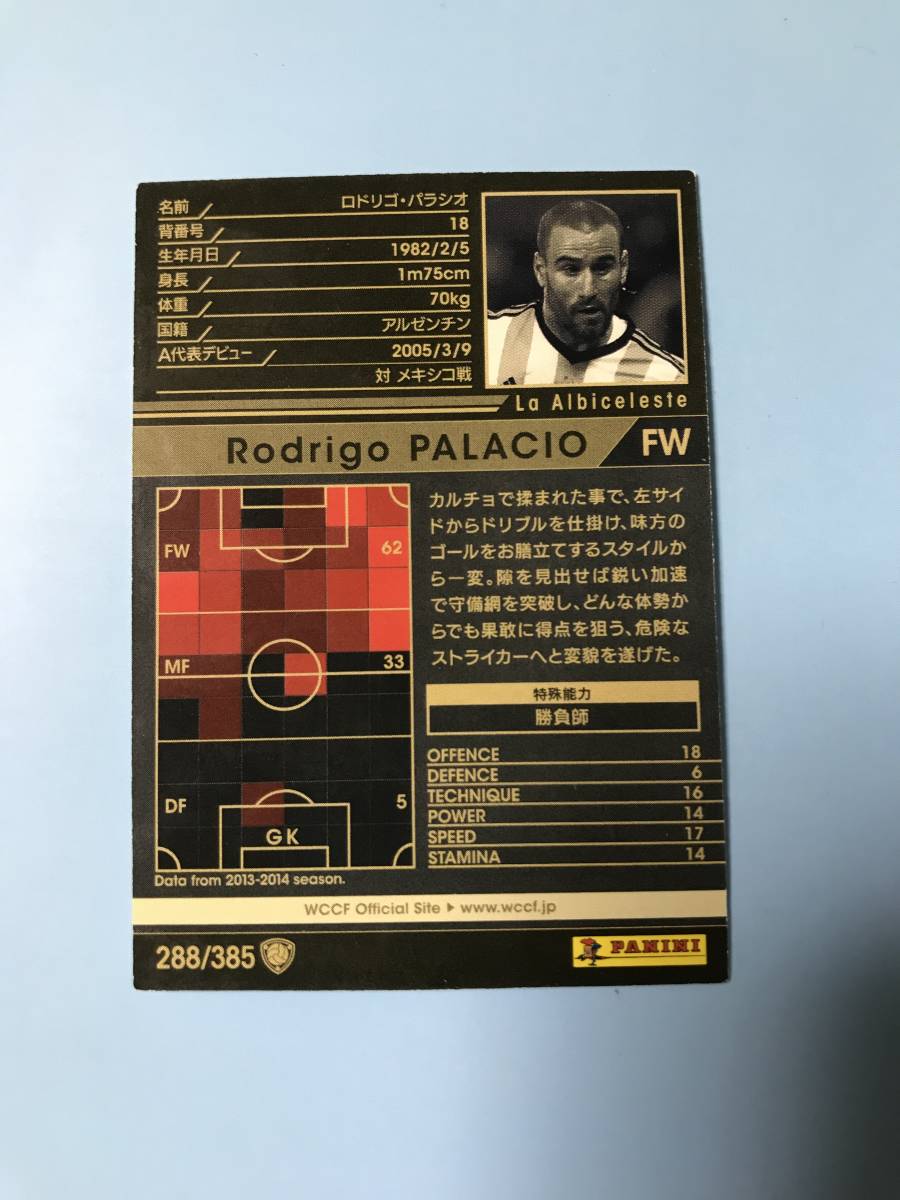 名前 ロドリゴ・パラシオ
背番号 18
生年月日 1982/2/5
身長 1m75cm
体重 70kg
国籍 アルゼンチン
A代表デビュー 2005/3/9
対 メキシコ戦
La Albiceleste
Rodrigo PALACIO FW
FW 62
MF 33
DF 5
GK
Data from 2013-2014 season.
カルチョで揉まれた事で、左サイ
ドからドリブルを仕掛け、味方の
ゴールをお膳立てするスタイルか
ら一変。隙を見出せば鋭い加速
で守備網を突破し、どんな体勢か
らでも果敢に得点を狙う、危険な
ストライカーへと変貌を遂げた。
特殊能力
勝負師
OFFENCE 18
DEFENCE 6
TECHNIQUE 16
POWER 14
SPEED 17
STAMINA 14
WCCF Official Site ▶ www.wccf.jp
288/385
PANINI